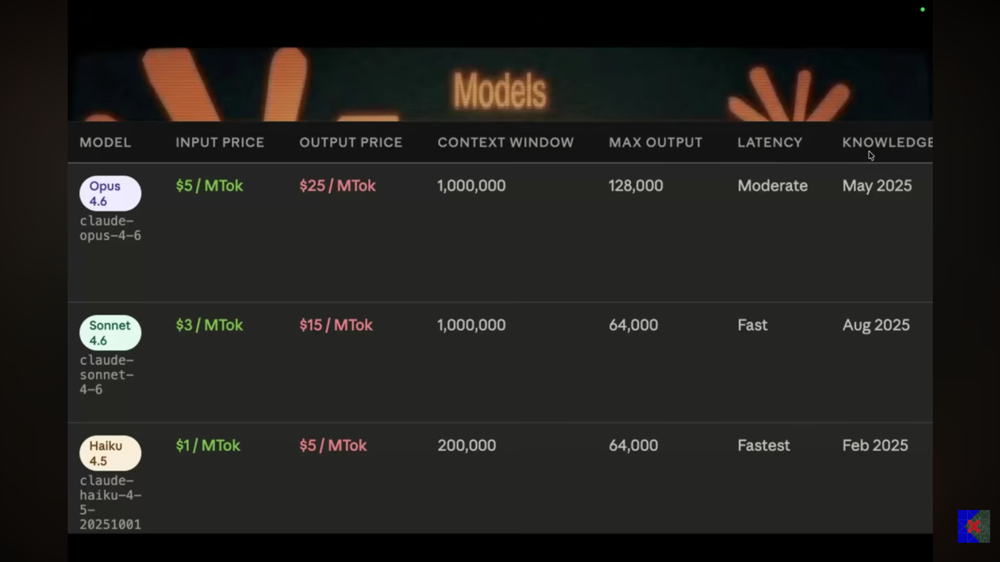 Models
MODEL INPUT PRICE OUTPUT PRICE CONTEXT WINDOW MAX OUTPUT LATENCY KNOWLEDGE
Opus
4.6
claude-
opus-4-6
$5 / MTok $25 / MTok 1,000,000 128,000 Moderate May 2025
Sonnet
4.6
claude-
sonnet-
4-6
$3 / MTok $15 / MTok 1,000,000 64,000 Fast Aug 2025
Haiku
4.5
claude-
haiku-4-
5-
20251001
$1 / MTok $5 / MTok 200,000 64,000 Fastest Feb 2025